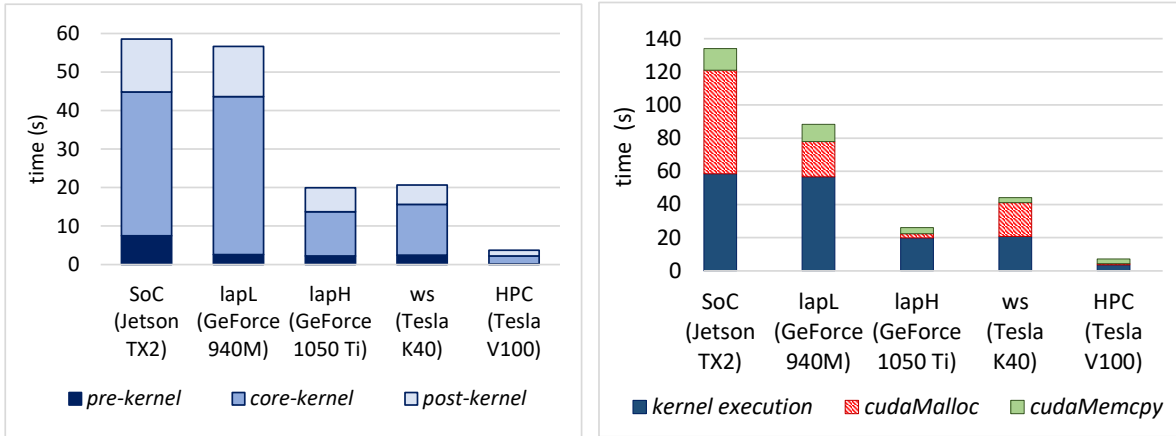 time (s)
60
50
40
30
20
10
0
SoC (Jetson TX2)
lapL (GeForce 940M)
lapH (GeForce 1050 Ti)
ws (Tesla K40)
HPC (Tesla V100)
pre-kernel
core-kernel
post-kernel
time (s)
140
120
100
80
60
40
20
0
SoC (Jetson TX2)
lapL (GeForce 940M)
lapH (GeForce 1050 Ti)
ws (Tesla K40)
HPC (Tesla V100)
kernel execution
cudaMalloc
cudaMemcpy